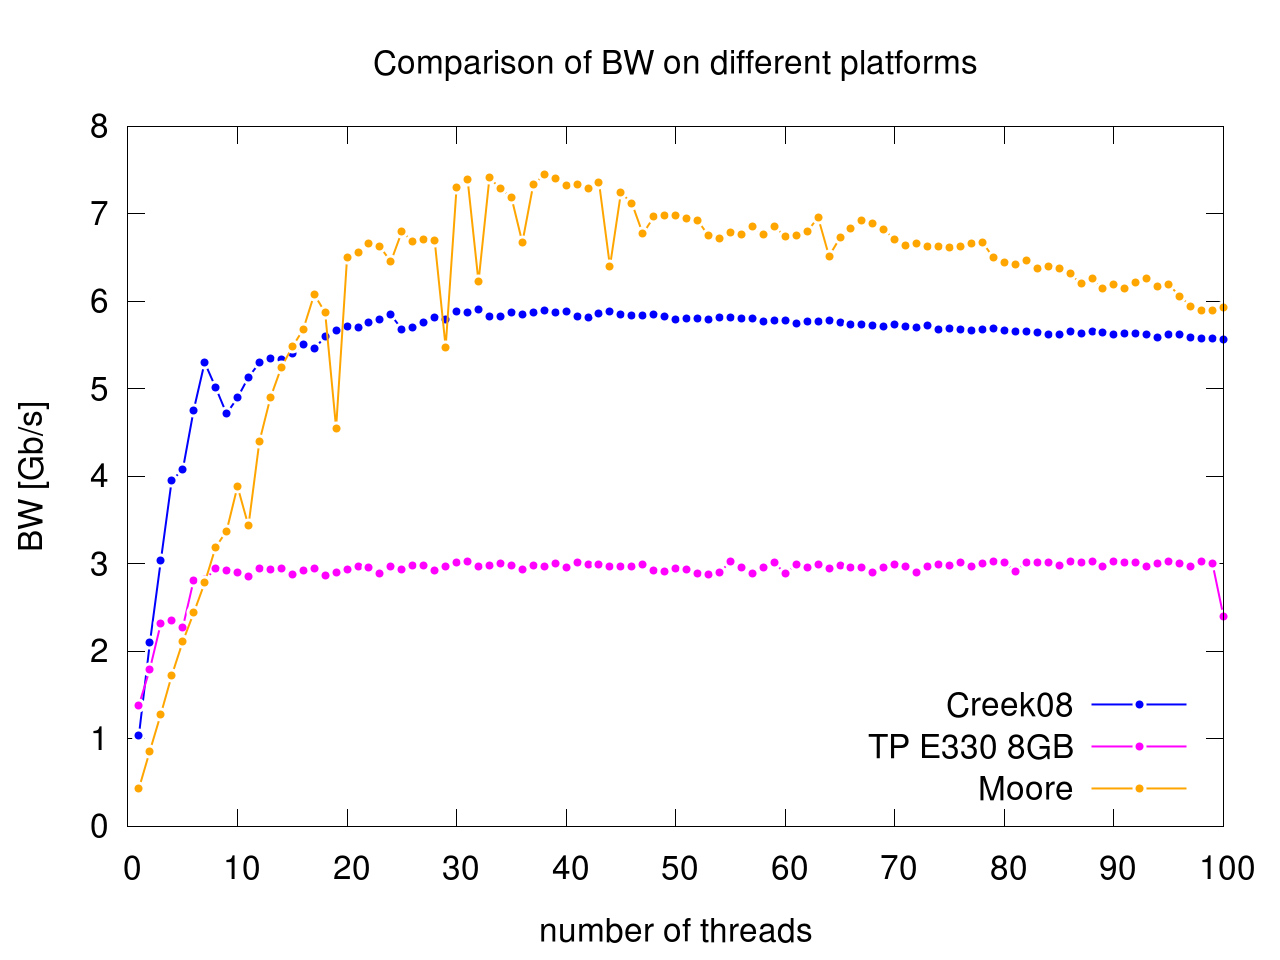 Comparison of BW on different platforms
8
7
6
5
4
3
2
1
0
BW [Gb/s]
0 10 20 30 40 50 60 70 80 90 100
number of threads
Creek08
TP E330 8GB
Moore